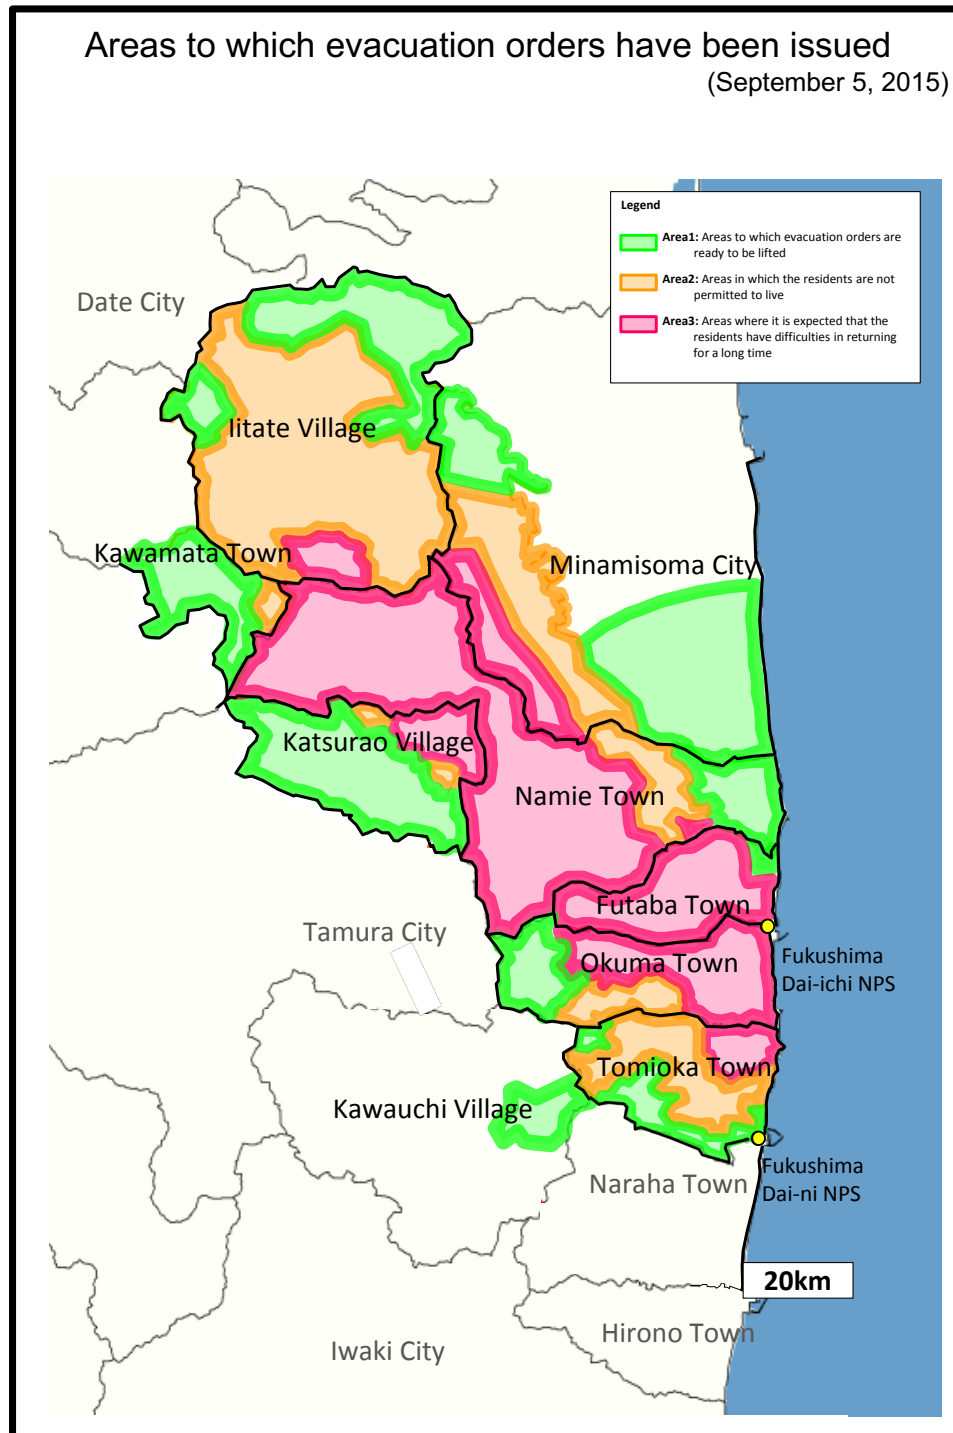 Areas to which evacuation orders have been issued
(September 5, 2015)
Legend
Area1: Areas to which evacuation orders are
ready to be lifted
Area2: Areas in which the residents are not
permitted to live
Area3: Areas where it is expected that the
residents have difficulties in returning
for a long time
Date City
Iitate Village
Kawamata Town
Minamisoma City
Katsurao Village
Namie Town
Futaba Town
Tamura City
Okuma Town
Fukushima
Dai-ichi NPS
Tomioka Town
Kawauchi Village
Fukushima
Dai-ni NPS
Naraha Town
20km
Hirono Town
Iwaki City